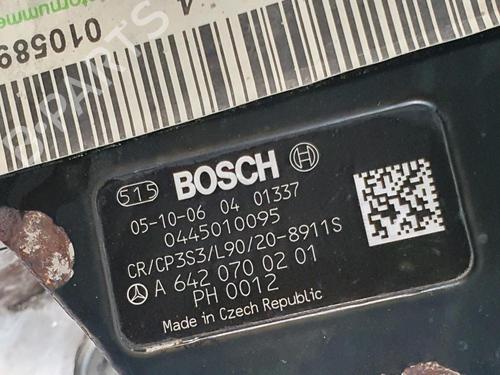 010589
515 BOSCH
05-10-06 04 01337
0445010095
CR/CP3S3/L90/20-8911S
A 642 070 02 01
PH 0012
Made in Czech Republic
B-PARTS